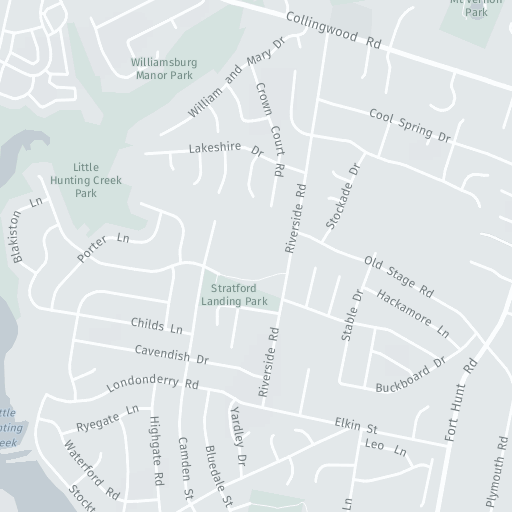 Mt Vernon
Park
Collingwood Rd
Williamsburg
Manor Park
William and Mary Dr
Crown Court Rd
Cool Spring Dr
Lakeshire Dr
Little
Hunting Creek
Park
Stockade Dr
Riverside Rd
Blakiston Ln
Porter Ln
Old Stage Rd
Stratford
Landing Park
Hackamore Ln
Stable Dr
Childs Ln
Cavendish Dr
Riverside Rd
Buckboard Dr
Londonderry Rd
Fort Hunt Rd
Ryegate Ln
Highgate Rd
Yardley Dr
Elkin St
Leo Ln
Waterford Rd
Camden St
Bluedale St
Plymouth Rd
Stockt
Ln
ttle
nting
eek